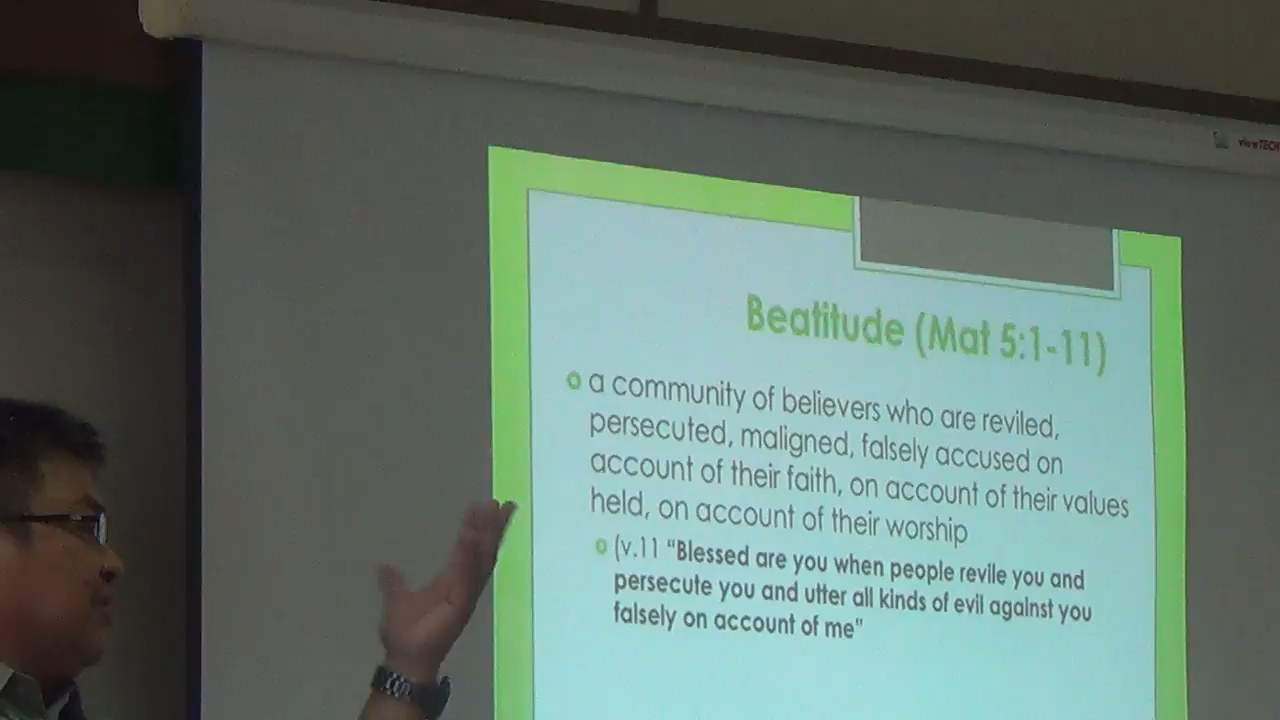 viewTECH
Beatitude (Mat 5:1-11)
a community of believers who are reviled,
persecuted, maligned, falsely accused on
account of their faith, on account of their values
held, on account of their worship
(v.11 "Blessed are you when people revile you and
persecute you and utter all kinds of evil against you
falsely on account of me"